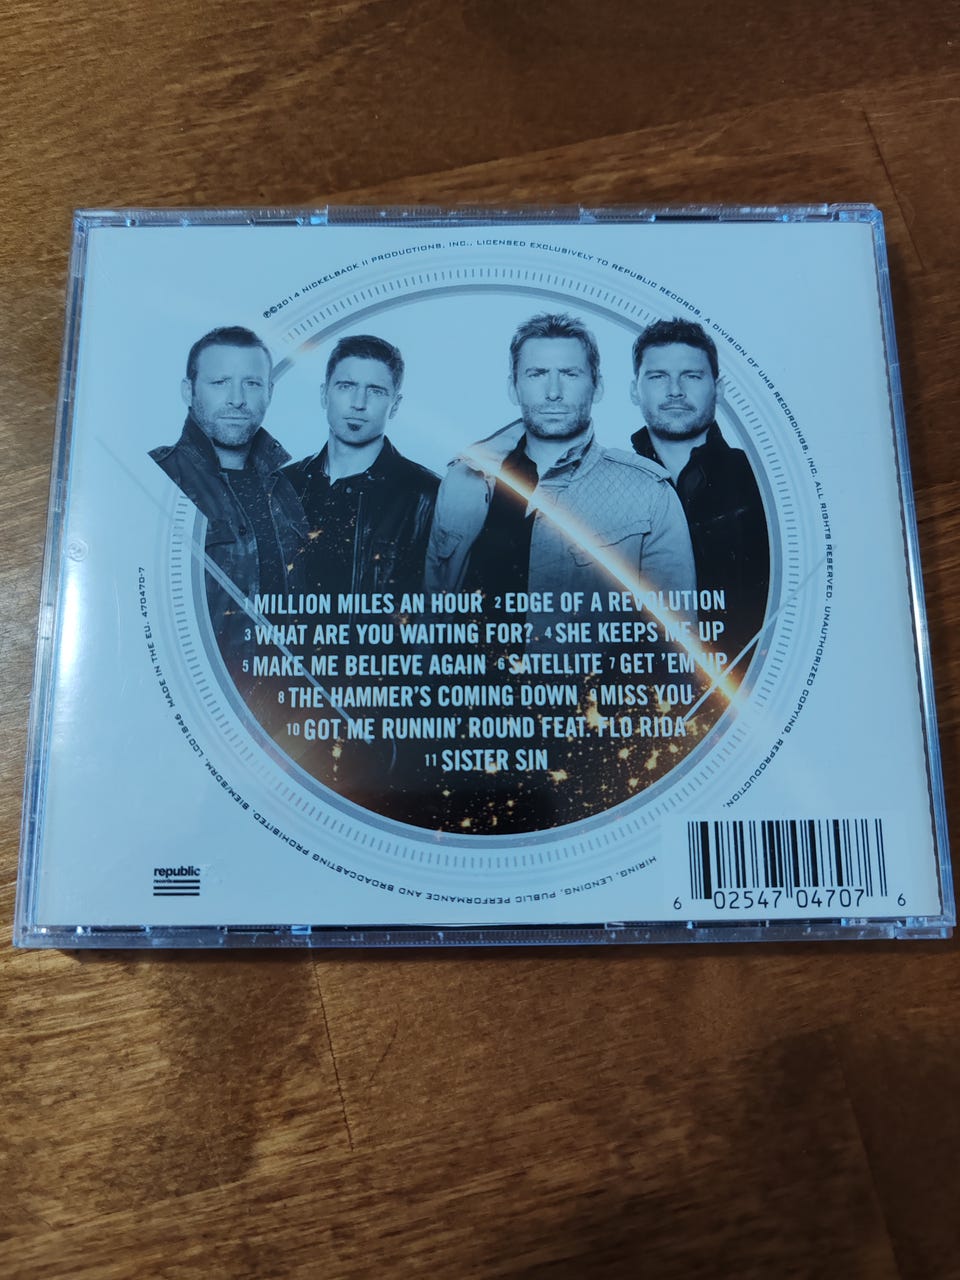 ℗©2014 NICKELBACK II PRODUCTIONS, INC., LICENSED EXCLUSIVELY TO REPUBLIC RECORDS, A DIVISION OF UMG RECORDINGS, INC. ALL RIGHTS RESERVED. UNAUTHORIZED COPYING, REPRODUCTION,
HIRING, LENDING, PUBLIC PERFORMANCE AND BROADCASTING PROHIBITED. BIEM/SDRM. LC01846 MADE IN THE EU. 470470-7
1 MILLION MILES AN HOUR 2 EDGE OF A REVOLUTION
3 WHAT ARE YOU WAITING FOR? 4 SHE KEEPS ME UP
5 MAKE ME BELIEVE AGAIN 6 SATELLITE 7 GET 'EM UP
8 THE HAMMER'S COMING DOWN 9 MISS YOU
10 GOT ME RUNNIN' ROUND FEAT. FLO RIDA
11 SISTER SIN
republic
records
6 02547 04707 6